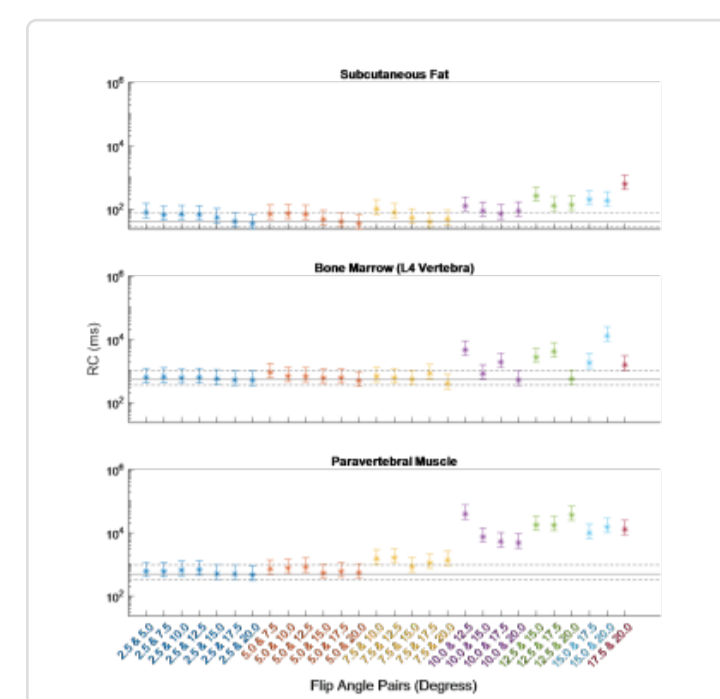 Subcutaneous Fat
10^6
10^4
10^2
Bone Marrow (L4 Vertebra)
10^6
10^4
10^2
RC (ms)
Paravertebral Muscle
10^6
10^4
10^2
2.5 & 5.0
2.5 & 7.5
2.5 & 10.0
2.5 & 12.5
2.5 & 15.0
2.5 & 17.5
2.5 & 20.0
5.0 & 7.5
5.0 & 10.0
5.0 & 12.5
5.0 & 15.0
5.0 & 17.5
5.0 & 20.0
7.5 & 10.0
7.5 & 12.5
7.5 & 15.0
7.5 & 17.5
7.5 & 20.0
10.0 & 12.5
10.0 & 15.0
10.0 & 17.5
10.0 & 20.0
12.5 & 15.0
12.5 & 17.5
12.5 & 20.0
15.0 & 17.5
15.0 & 20.0
17.5 & 20.0
Flip Angle Pairs (Degree)